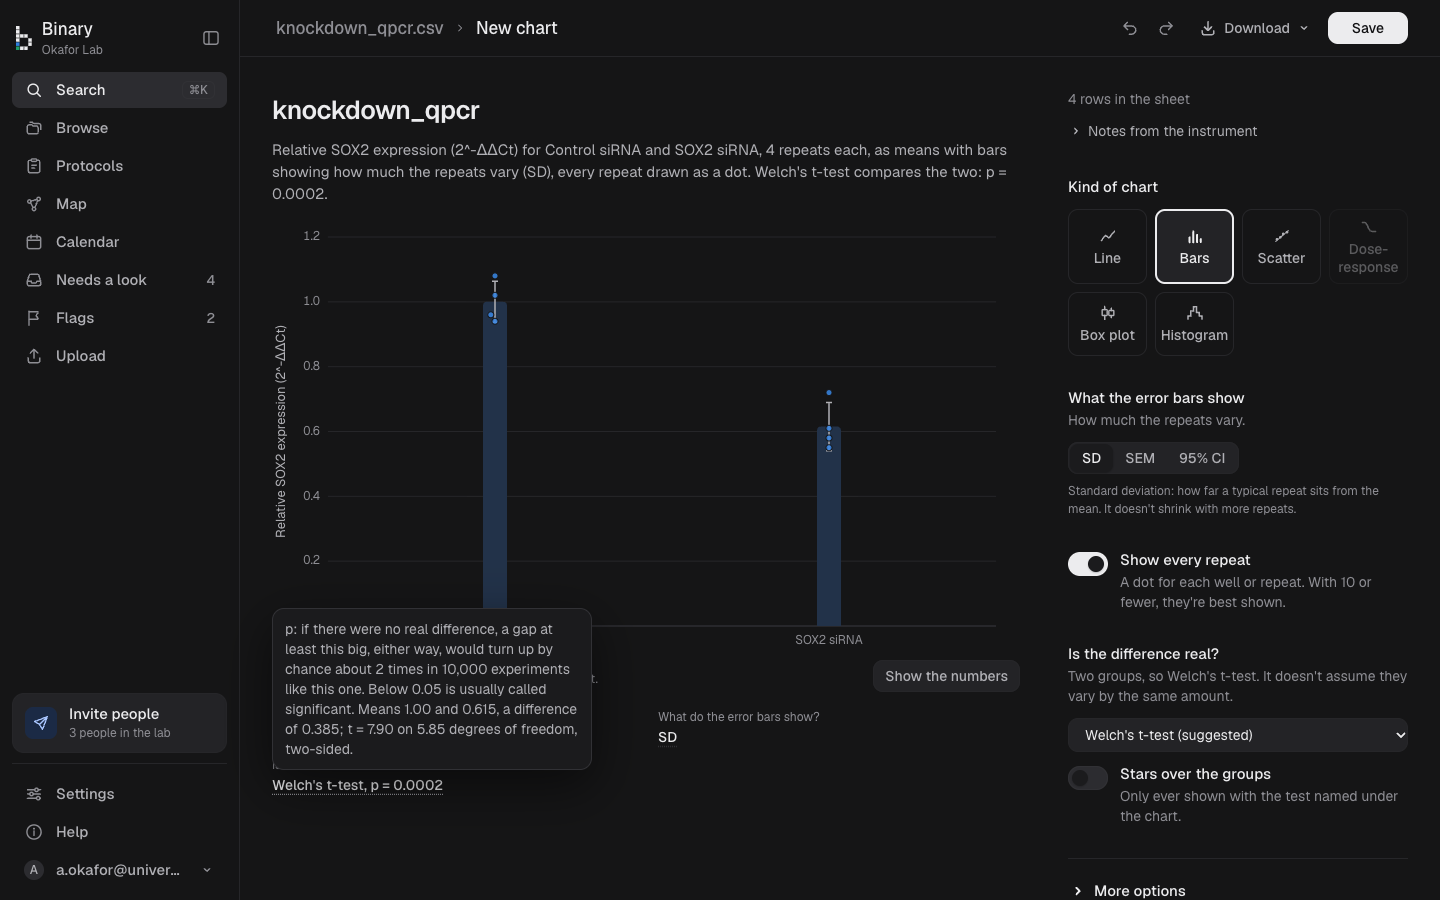 Binary
Okafor Lab
Search ⌘K
Browse
Protocols
Map
Calendar
Needs a look 4
Flags 2
Upload
Invite people
3 people in the lab
Settings
Help
A a.okafor@univer...
knockdown_qpcr.csv › New chart
Download
Save
knockdown_qpcr
Relative SOX2 expression (2^-ΔΔCt) for Control siRNA and SOX2 siRNA, 4 repeats each, as means with bars
showing how much the repeats vary (SD), every repeat drawn as a dot. Welch's t-test compares the two: p =
0.0002.
Relative SOX2 expression (2^-ΔΔCt)
1.2
1.0
0.8
0.6
0.4
0.2
SOX2 siRNA
p: if there were no real difference, a gap at
least this big, either way, would turn up by
chance about 2 times in 10,000 experiments
like this one. Below 0.05 is usually called
significant. Means 1.00 and 0.615, a difference
of 0.385; t = 7.90 on 5.85 degrees of freedom,
two-sided.
Show the numbers
What do the error bars show?
SD
Welch's t-test, p = 0.0002
4 rows in the sheet
Notes from the instrument
Kind of chart
Line
Bars
Scatter
Dose-
response
Box plot
Histogram
What the error bars show
How much the repeats vary.
SD SEM 95% CI
Standard deviation: how far a typical repeat sits from the
mean. It doesn't shrink with more repeats.
Show every repeat
A dot for each well or repeat. With 10 or
fewer, they're best shown.
Is the difference real?
Two groups, so Welch's t-test. It doesn't assume they
vary by the same amount.
Welch's t-test (suggested)
Stars over the groups
Only ever shown with the test named under
the chart.
More options